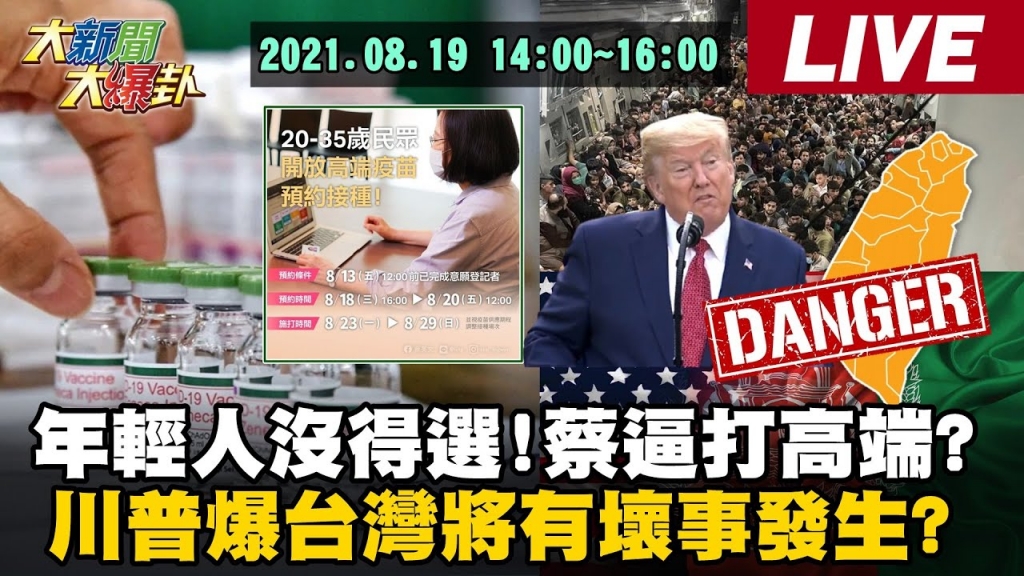 大新聞
大爆卦
2021.08.19 14:00~16:00
LIVE
20-35歲民眾
開放高端疫苗
預約接種!
預約條件 8/13(五)12:00前已完成意願登記者
預約時間 8/18(三)16:00 ▶ 8/20(五)12:00
施打時間 8/23(一) ▶ 8/29(日)
DANGER
Vaccine
-19 Vacc
年輕人沒得選!蔡逼打高端?
川普爆台灣將有壞事發生?